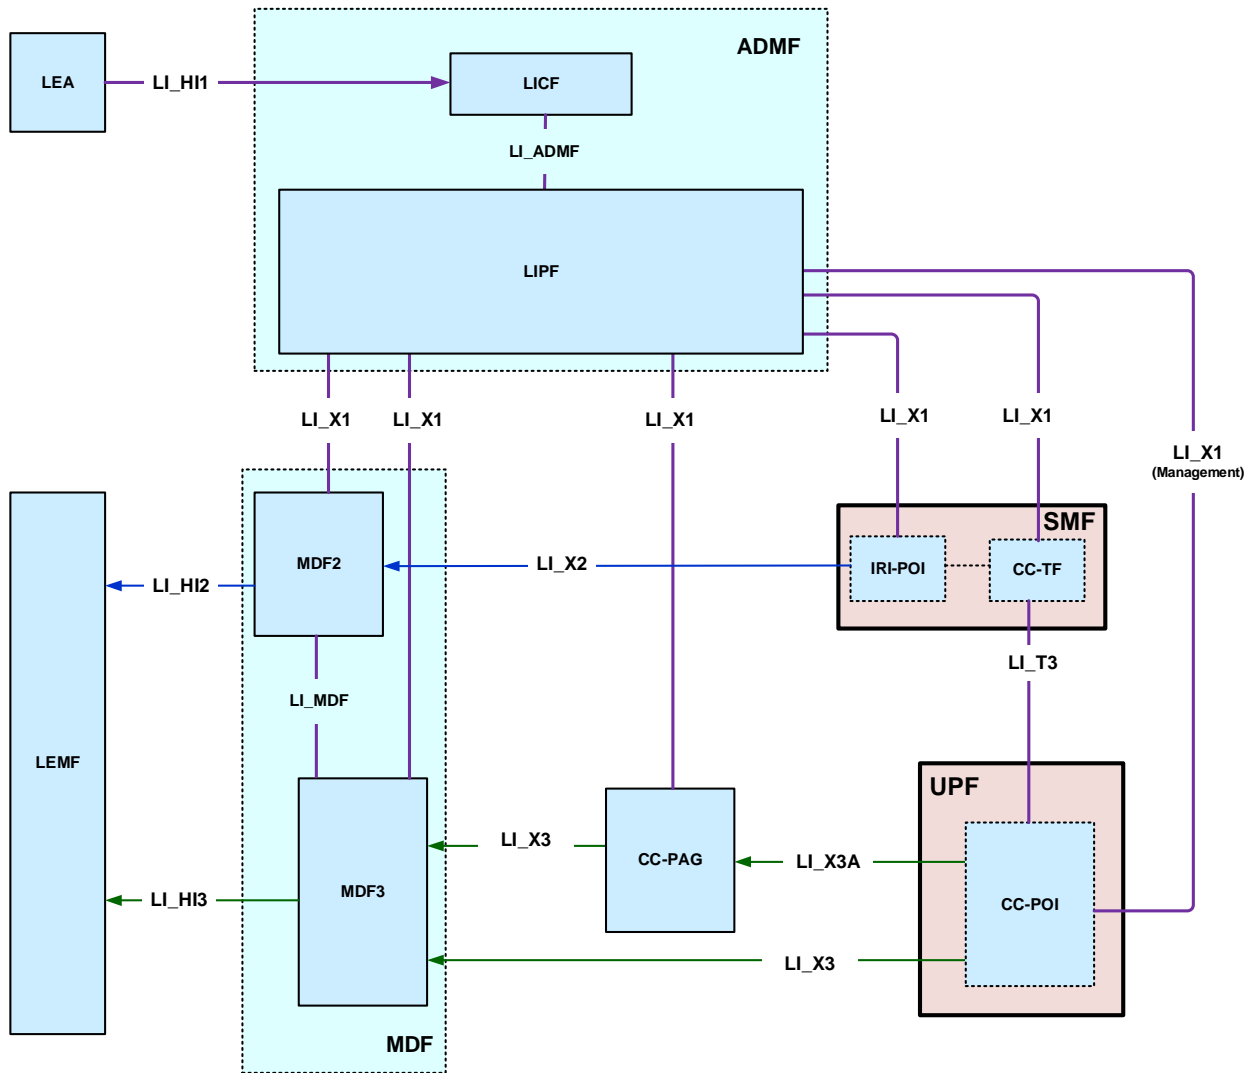 ADMF
LEA
LI_HI1
LICF
LI_ADMF
LIPF
LI_X1
LI_X1
LI_X1
LI_X1
LI_X1
LI_X1
(Management)
SMF
MDF2
LI_X2
IRI-POI
CC-TF
LI_HI2
LI_T3
LI_MDF
LEMF
UPF
LI_X3
CC-PAG
LI_X3A
MDF3
LI_HI3
CC-POI
LI_X3
MDF